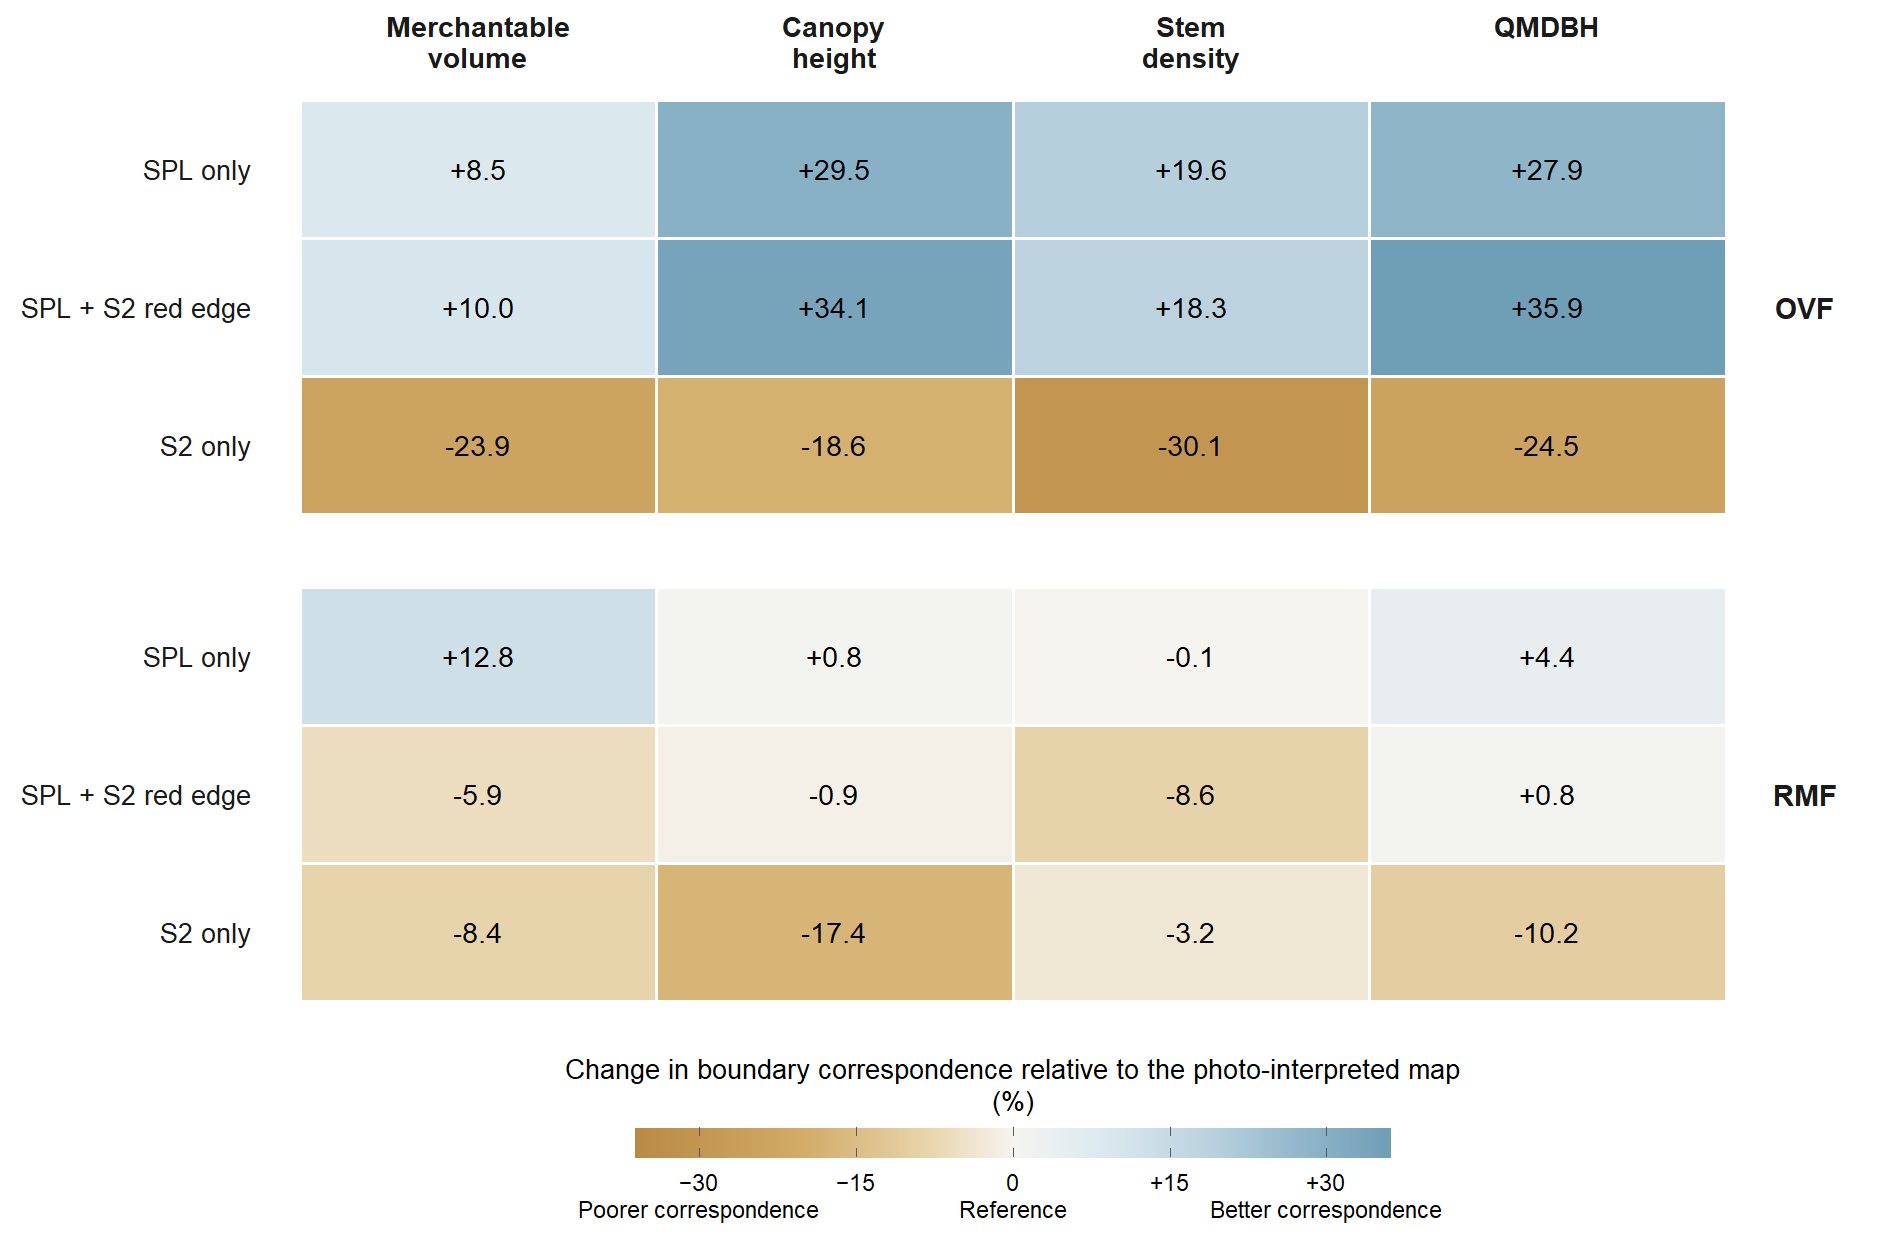 Merchantable
volume
Canopy
height
Stem
density
QMDBH
SPL only
+8.5
+29.5
+19.6
+27.9
SPL + S2 red edge
+10.0
+34.1
+18.3
+35.9
OVF
S2 only
-23.9
-18.6
-30.1
-24.5
SPL only
+12.8
+0.8
-0.1
+4.4
SPL + S2 red edge
-5.9
-0.9
-8.6
+0.8
RMF
S2 only
-8.4
-17.4
-3.2
-10.2
Change in boundary correspondence relative to the photo-interpreted map
(%)
−30
−15
0
+15
+30
Poorer correspondence
Reference
Better correspondence